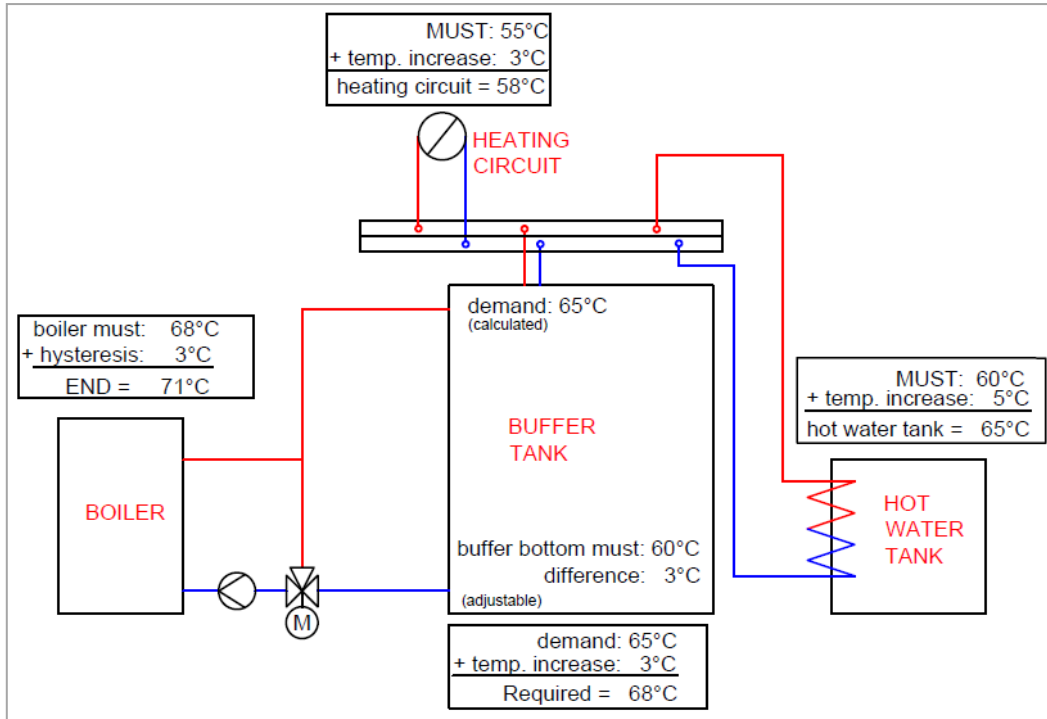 MUST: 55°C
+ temp. increase: 3°C
heating circuit = 58°C
HEATING
CIRCUIT
demand: 65°C
(calculated)
boiler must: 68°C
+ hysteresis: 3°C
END = 71°C
MUST: 60°C
+ temp. increase: 5°C
hot water tank = 65°C
BUFFER
TANK
BOILER
HOT
WATER
TANK
buffer bottom must: 60°C
difference: 3°C
(adjustable)
M
demand: 65°C
+ temp. increase: 3°C
Required = 68°C